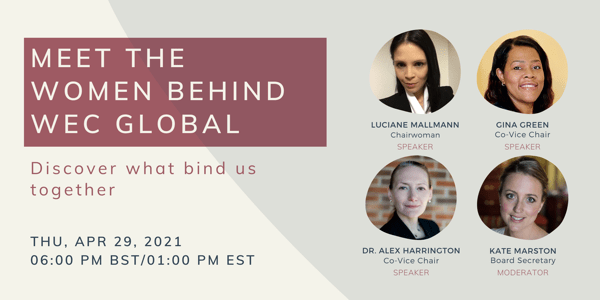 MEET THE
WOMEN BEHIND
WEC GLOBAL
Discover what bind us
together
THU, APR 29, 2021
06:00 PM BST/01:00 PM EST
LUCIANE MALLMANN
Chairwoman
SPEAKER
GINA GREEN
Co-Vice Chair
SPEAKER
DR. ALEX HARRINGTON
Co-Vice Chair
SPEAKER
KATE MARSTON
Board Secretary
MODERATOR